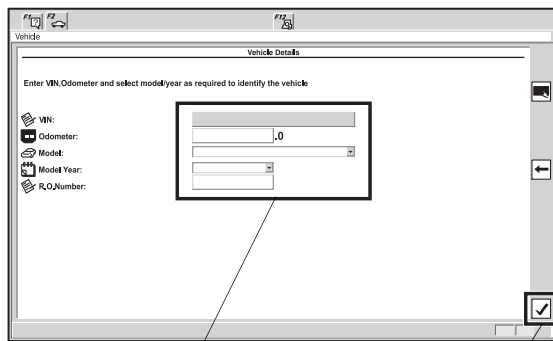 F1 F2 F12
Vehicle
Vehicle Details
Enter VIN,Odometer and select model/year as required to identify the vehicle
VIN:
Odometer: .0
Model:
Model Year:
R.O.Number: